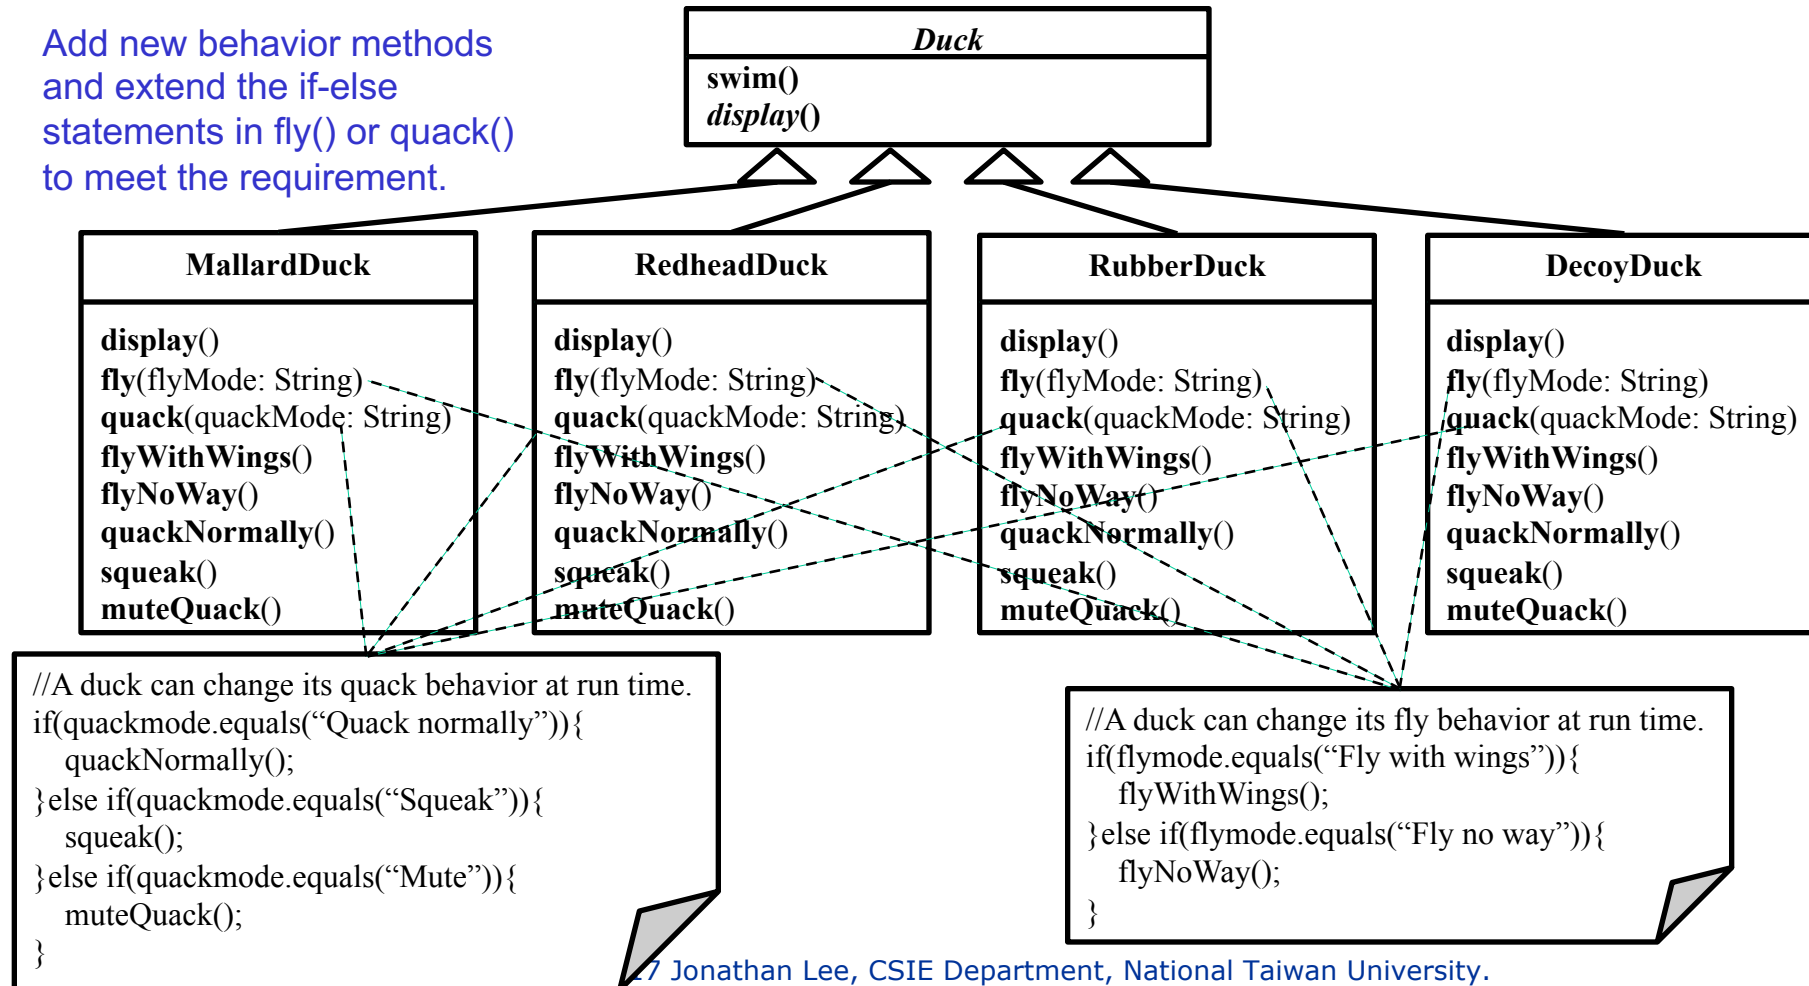 Add new behavior methods
and extend the if-else
statements in fly() or quack()
to meet the requirement.
Duck
swim()
display()
MallardDuck
display()
fly(flyMode: String)
quack(quackMode: String)
flyWithWings()
flyNoWay()
quackNormally()
squeak()
muteQuack()
RedheadDuck
display()
fly(flyMode: String)
quack(quackMode: String)
flyWithWings()
flyNoWay()
quackNormally()
squeak()
muteQuack()
RubberDuck
display()
fly(flyMode: String)
quack(quackMode: String)
flyWithWings()
flyNoWay()
quackNormally()
squeak()
muteQuack()
DecoyDuck
display()
fly(flyMode: String)
quack(quackMode: String)
flyWithWings()
flyNoWay()
quackNormally()
squeak()
muteQuack()
//A duck can change its quack behavior at run time.
if(quackmode.equals(“Quack normally”)){
quackNormally();
}else if(quackmode.equals(“Squeak”)){
squeak();
}else if(quackmode.equals(“Mute”)){
muteQuack();
}
//A duck can change its fly behavior at run time.
if(flymode.equals(“Fly with wings”)){
flyWithWings();
}else if(flymode.equals(“Fly no way”)){
flyNoWay();
}
7 Jonathan Lee, CSIE Department, National Taiwan University.